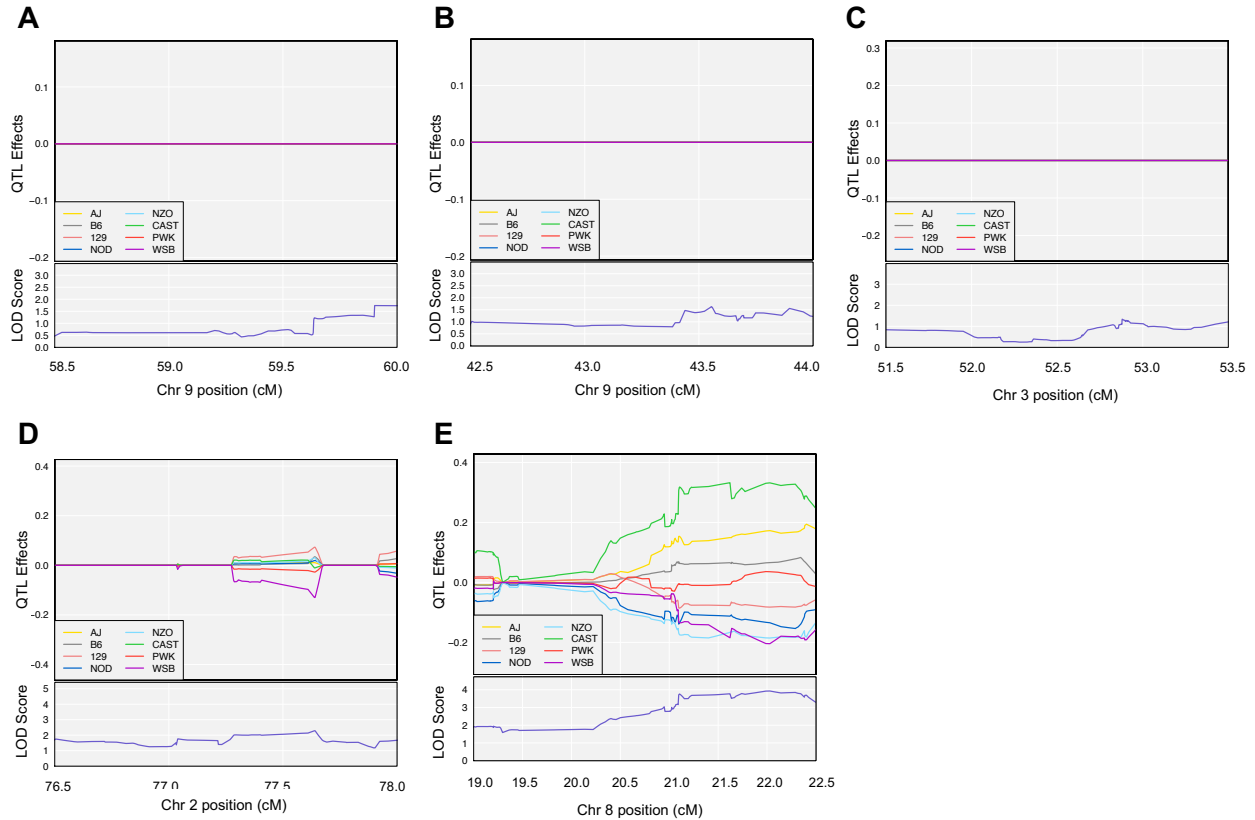 A
QTL Effects
0.1
0.0
−0.1
−0.2
AJ NZO
B6 CAST
129 PWK
NOD WSB
LOD Score
3.0
2.5
2.0
1.5
1.0
0.5
0.0
58.5 59.0 59.5 60.0
Chr 9 position (cM)
B
QTL Effects
0.1
0.0
−0.1
−0.2
AJ NZO
B6 CAST
129 PWK
NOD WSB
LOD Score
3.0
2.5
2.0
1.5
1.0
0.5
0.0
42.5 43.0 43.5 44.0
Chr 9 position (cM)
C
QTL Effects
0.3
0.2
0.1
0.0
−0.1
−0.2
AJ NZO
B6 CAST
129 PWK
NOD WSB
LOD Score
3
2
1
0
51.5 52.0 52.5 53.0 53.5
Chr 3 position (cM)
D
QTL Effects
0.4
0.2
0.0
−0.2
−0.4
AJ NZO
B6 CAST
129 PWK
NOD WSB
LOD Score
5
4
3
2
1
0
76.5 77.0 77.5 78.0
Chr 2 position (cM)
E
QTL Effects
0.4
0.2
0.0
−0.2
AJ NZO
B6 CAST
129 PWK
NOD WSB
LOD Score
4
3
2
1
0
19.0 19.5 20.0 20.5 21.0 21.5 22.0 22.5
Chr 8 position (cM)